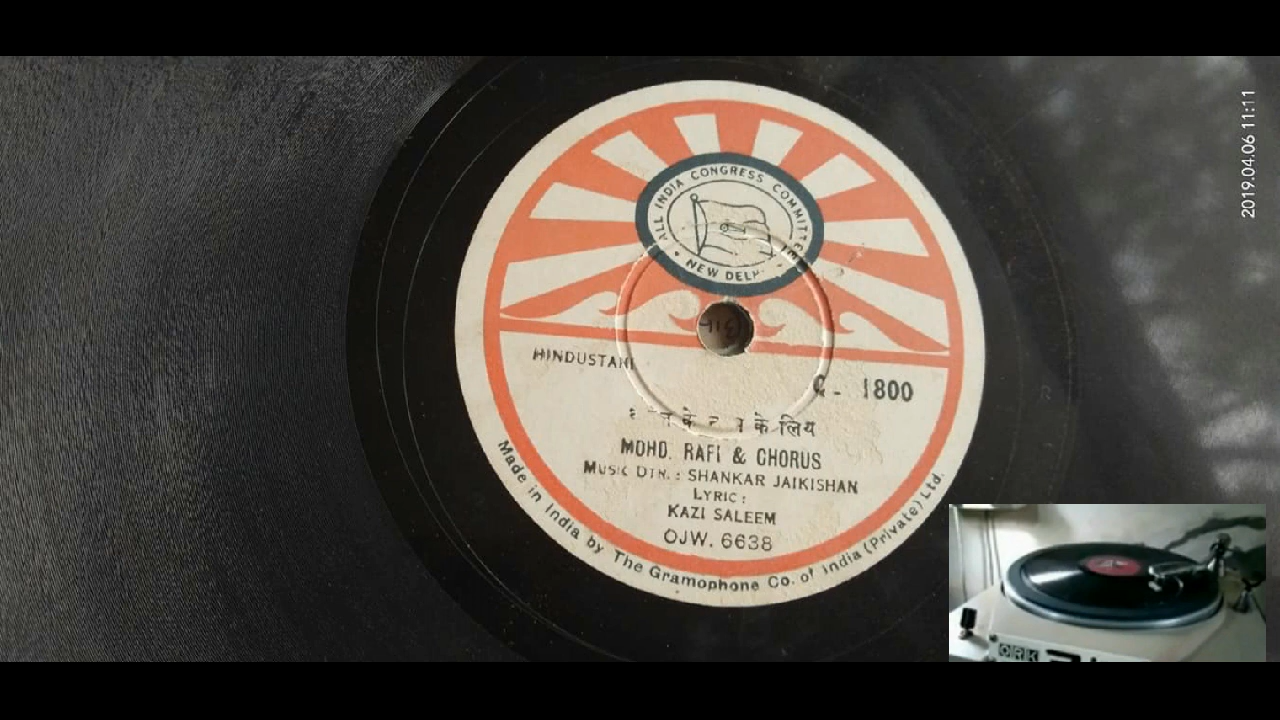 2019.04.06 11:11
ALL INDIA CONGRESS COMMITTEE
NEW DELHI
HINDUSTANI
1800
के के लिय
MOHD. RAFI & CHORUS
MUSIC DIR.: SHANKAR JAIKISHAN
LYRIC:
KAZI SALEEM
OJW. 6638
Made in India by The Gramophone Co. of India (Private) Ltd.